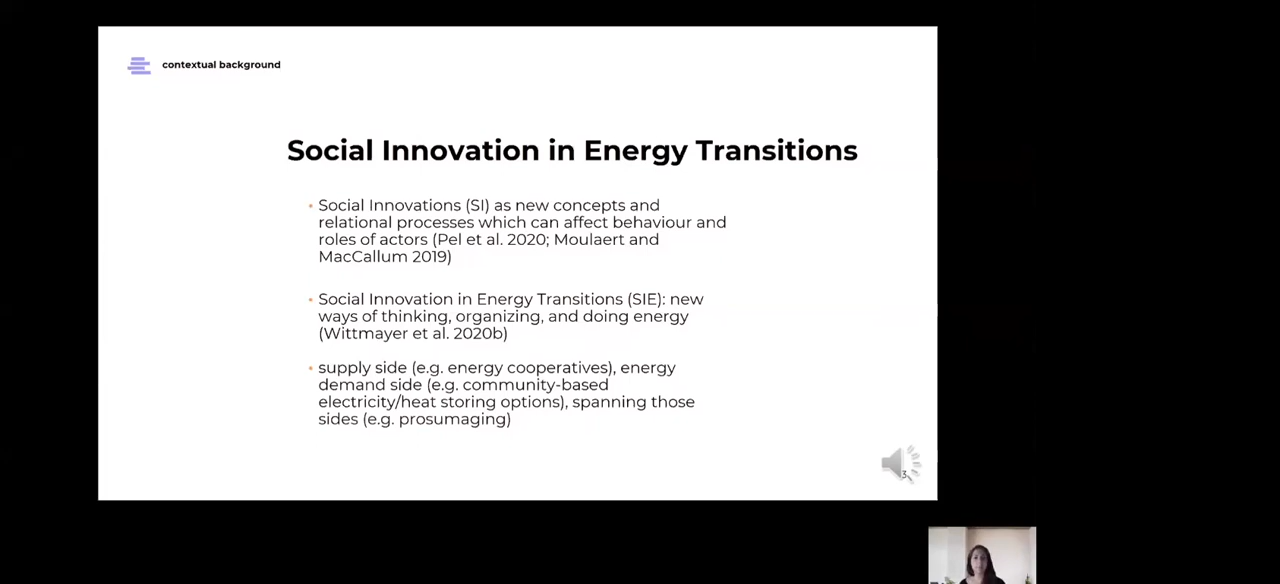 contextual background
Social Innovation in Energy Transitions
• Social Innovations (SI) as new concepts and
relational processes which can affect behaviour and
roles of actors (Pel et al. 2020; Moulaert and
MacCallum 2019)
• Social Innovation in Energy Transitions (SIE): new
ways of thinking, organizing, and doing energy
(Wittmayer et al. 2020b)
• supply side (e.g. energy cooperatives), energy
demand side (e.g. community-based
electricity/heat storing options), spanning those
sides (e.g. prosumaging)
3